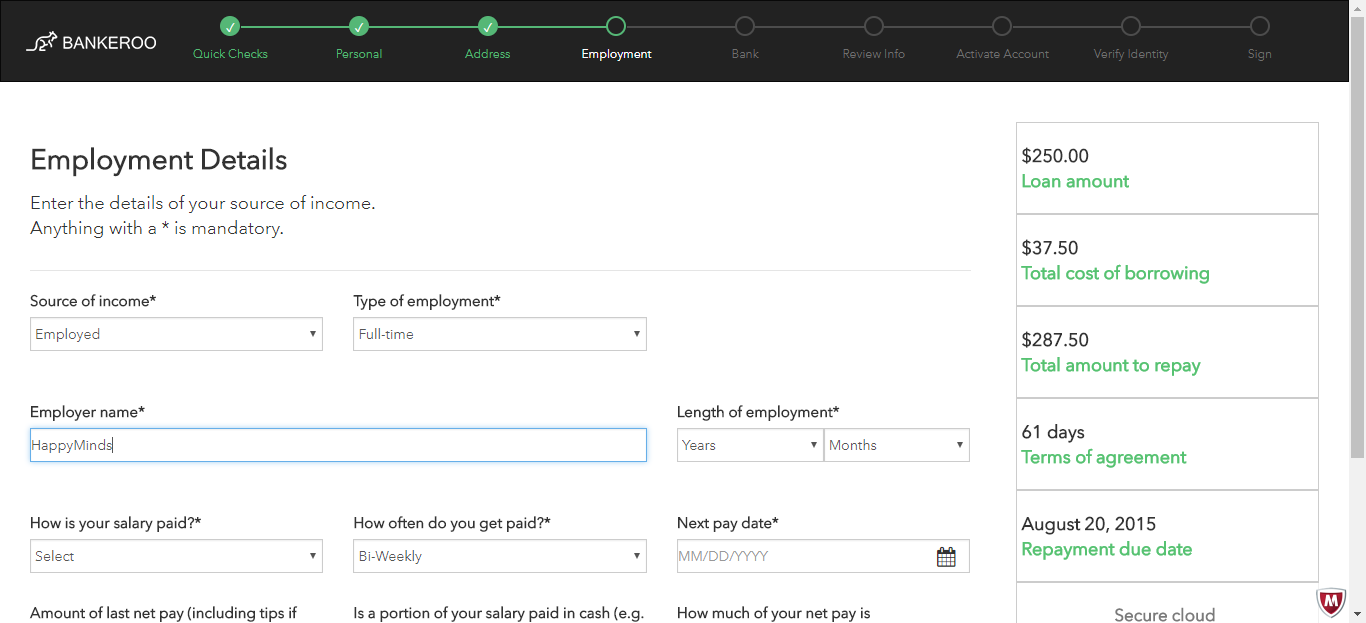 BANKEROO
Quick Checks
Personal
Address
Employment
Bank
Review Info
Activate Account
Verify Identity
Sign
Employment Details
Enter the details of your source of income.
Anything with a * is mandatory.
Source of income*
Type of employment*
Employed
Full-time
Employer name*
Length of employment*
HappyMinds
Years
Months
How is your salary paid?*
How often do you get paid?*
Next pay date*
Select
Bi-Weekly
MM/DD/YYYY
Amount of last net pay (including tips if
Is a portion of your salary paid in cash (e.g.
How much of your net pay is
$250.00
Loan amount
$37.50
Total cost of borrowing
$287.50
Total amount to repay
61 days
Terms of agreement
August 20, 2015
Repayment due date
Secure cloud